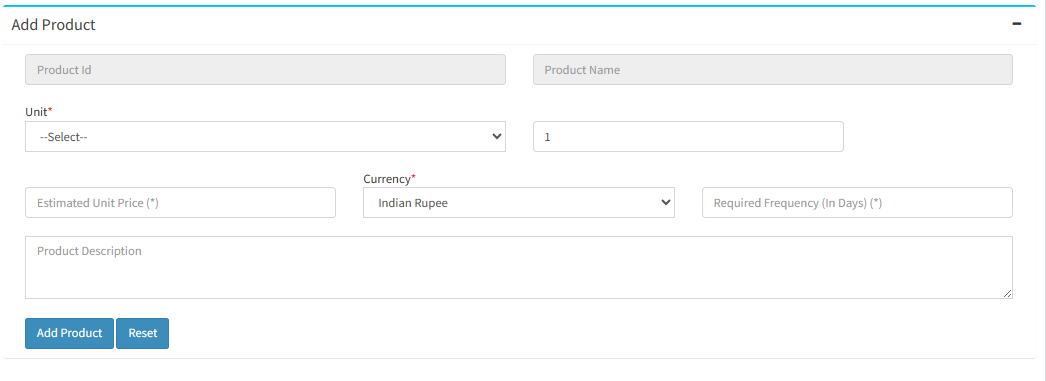 Add Product
Product Id
Product Name
Unit*
--Select--
1
Currency*
Estimated Unit Price (*)
Indian Rupee
Required Frequency (In Days) (*)
Product Description
Add Product
Reset